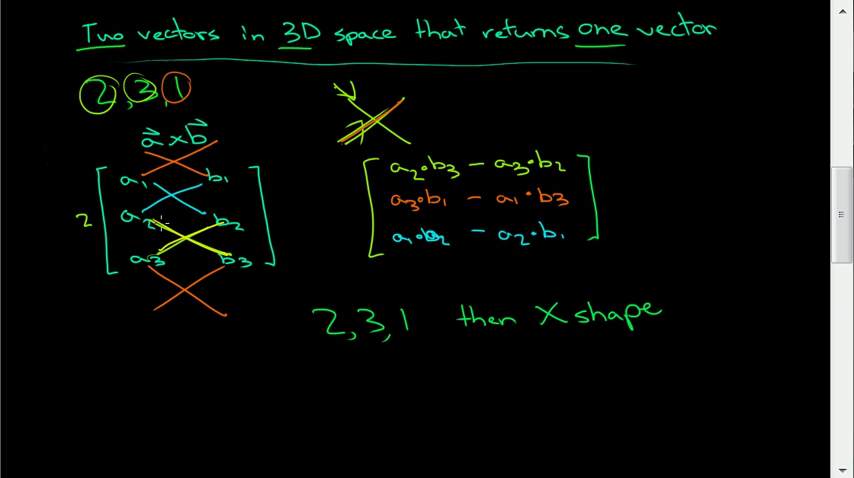 Two vectors in 3D space that returns one vector
2,3,1
a⃗ x b⃗
a₁ b₁
2 a₂ b₂
a₃ b₃
a₂·b₃ - a₃·b₂
a₃·b₁ - a₁·b₃
a₁·b₂ - a₂·b₁
2,3,1 then X shape